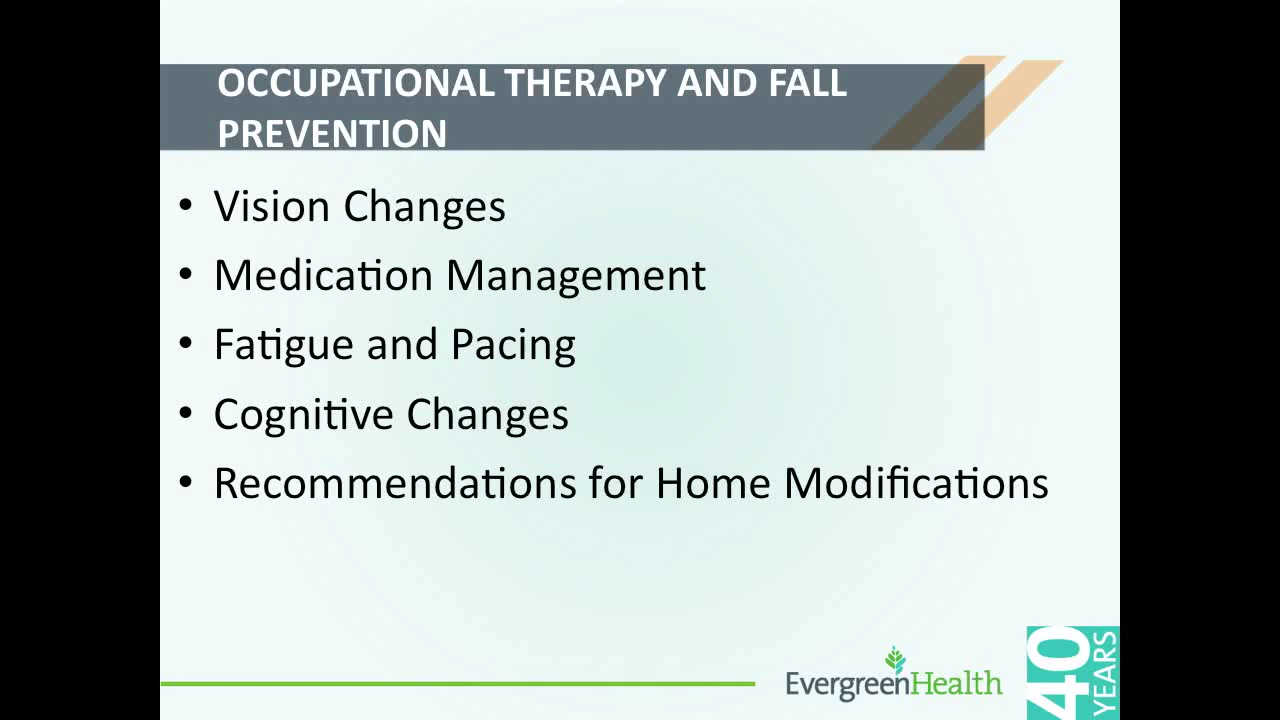 OCCUPATIONAL THERAPY AND FALL
PREVENTION
• Vision Changes
• Medication Management
• Fatigue and Pacing
• Cognitive Changes
• Recommendations for Home Modifications
EvergreenHealth
40
YEARS